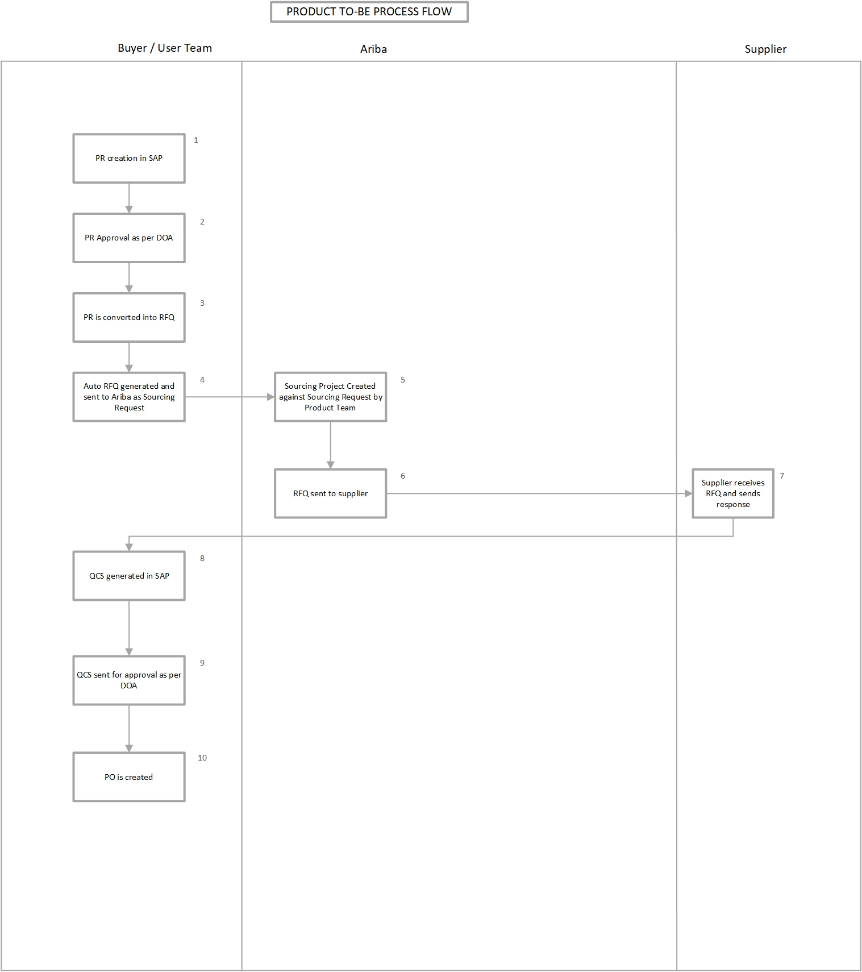 PRODUCT TO-BE PROCESS FLOW
Buyer / User Team
Ariba
Supplier
1
PR creation in SAP
2
PR Approval as per DOA
3
PR is converted into RFQ
4
Auto RFQ generated and
sent to Ariba as Sourcing
Request
5
Sourcing Project Created
against Sourcing Request by
Product Team
6
RFQ sent to supplier
7
Supplier receives
RFQ and sends
response
8
QCS generated in SAP
9
QCS sent for approval as per
DOA
10
PO is created